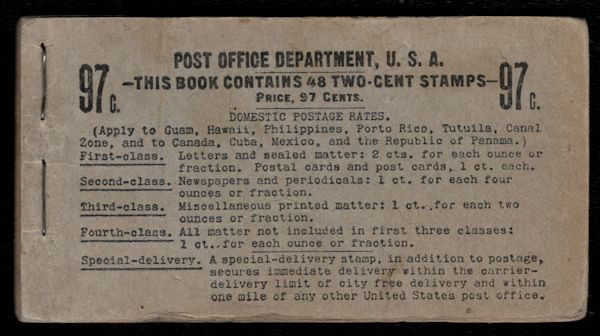 POST OFFICE DEPARTMENT, U. S. A.
97c. —THIS BOOK CONTAINS 48 TWO-CENT STAMPS— 97c.
PRICE, 97 CENTS.
DOMESTIC POSTAGE RATES.
(Apply to Guam, Hawaii, Philippines, Porto Rico, Tutuila, Canal
Zone, and to Canada, Cuba, Mexico, and the Republic of Panama.)
First-class. Letters and sealed matter: 2 cts. for each ounce or
fraction. Postal cards and post cards, 1 ct. each.
Second-class. Newspapers and periodicals: 1 ct. for each four
ounces or fraction.
Third-class. Miscellaneous printed matter: 1 ct. for each two
ounces or fraction.
Fourth-class. All matter not included in first three classes:
1 ct. for each ounce or fraction.
Special-delivery. A special-delivery stamp, in addition to postage,
secures immediate delivery within the carrier-
delivery limit of city free delivery and within
one mile of any other United States post office.